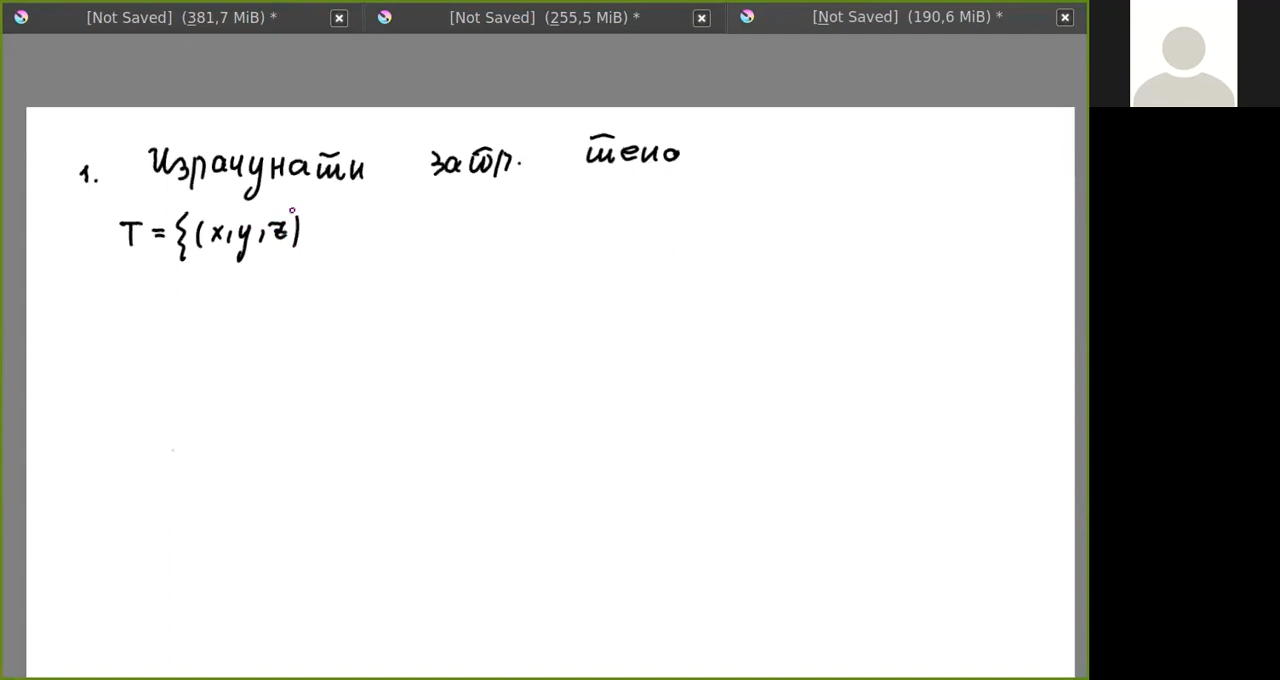 [Not Saved] (381,7 MiB) * [Not Saved] (255,5 MiB) * [Not Saved] (190,6 MiB) *
1. Израчунати запр. тело
T = {(x,y,z)